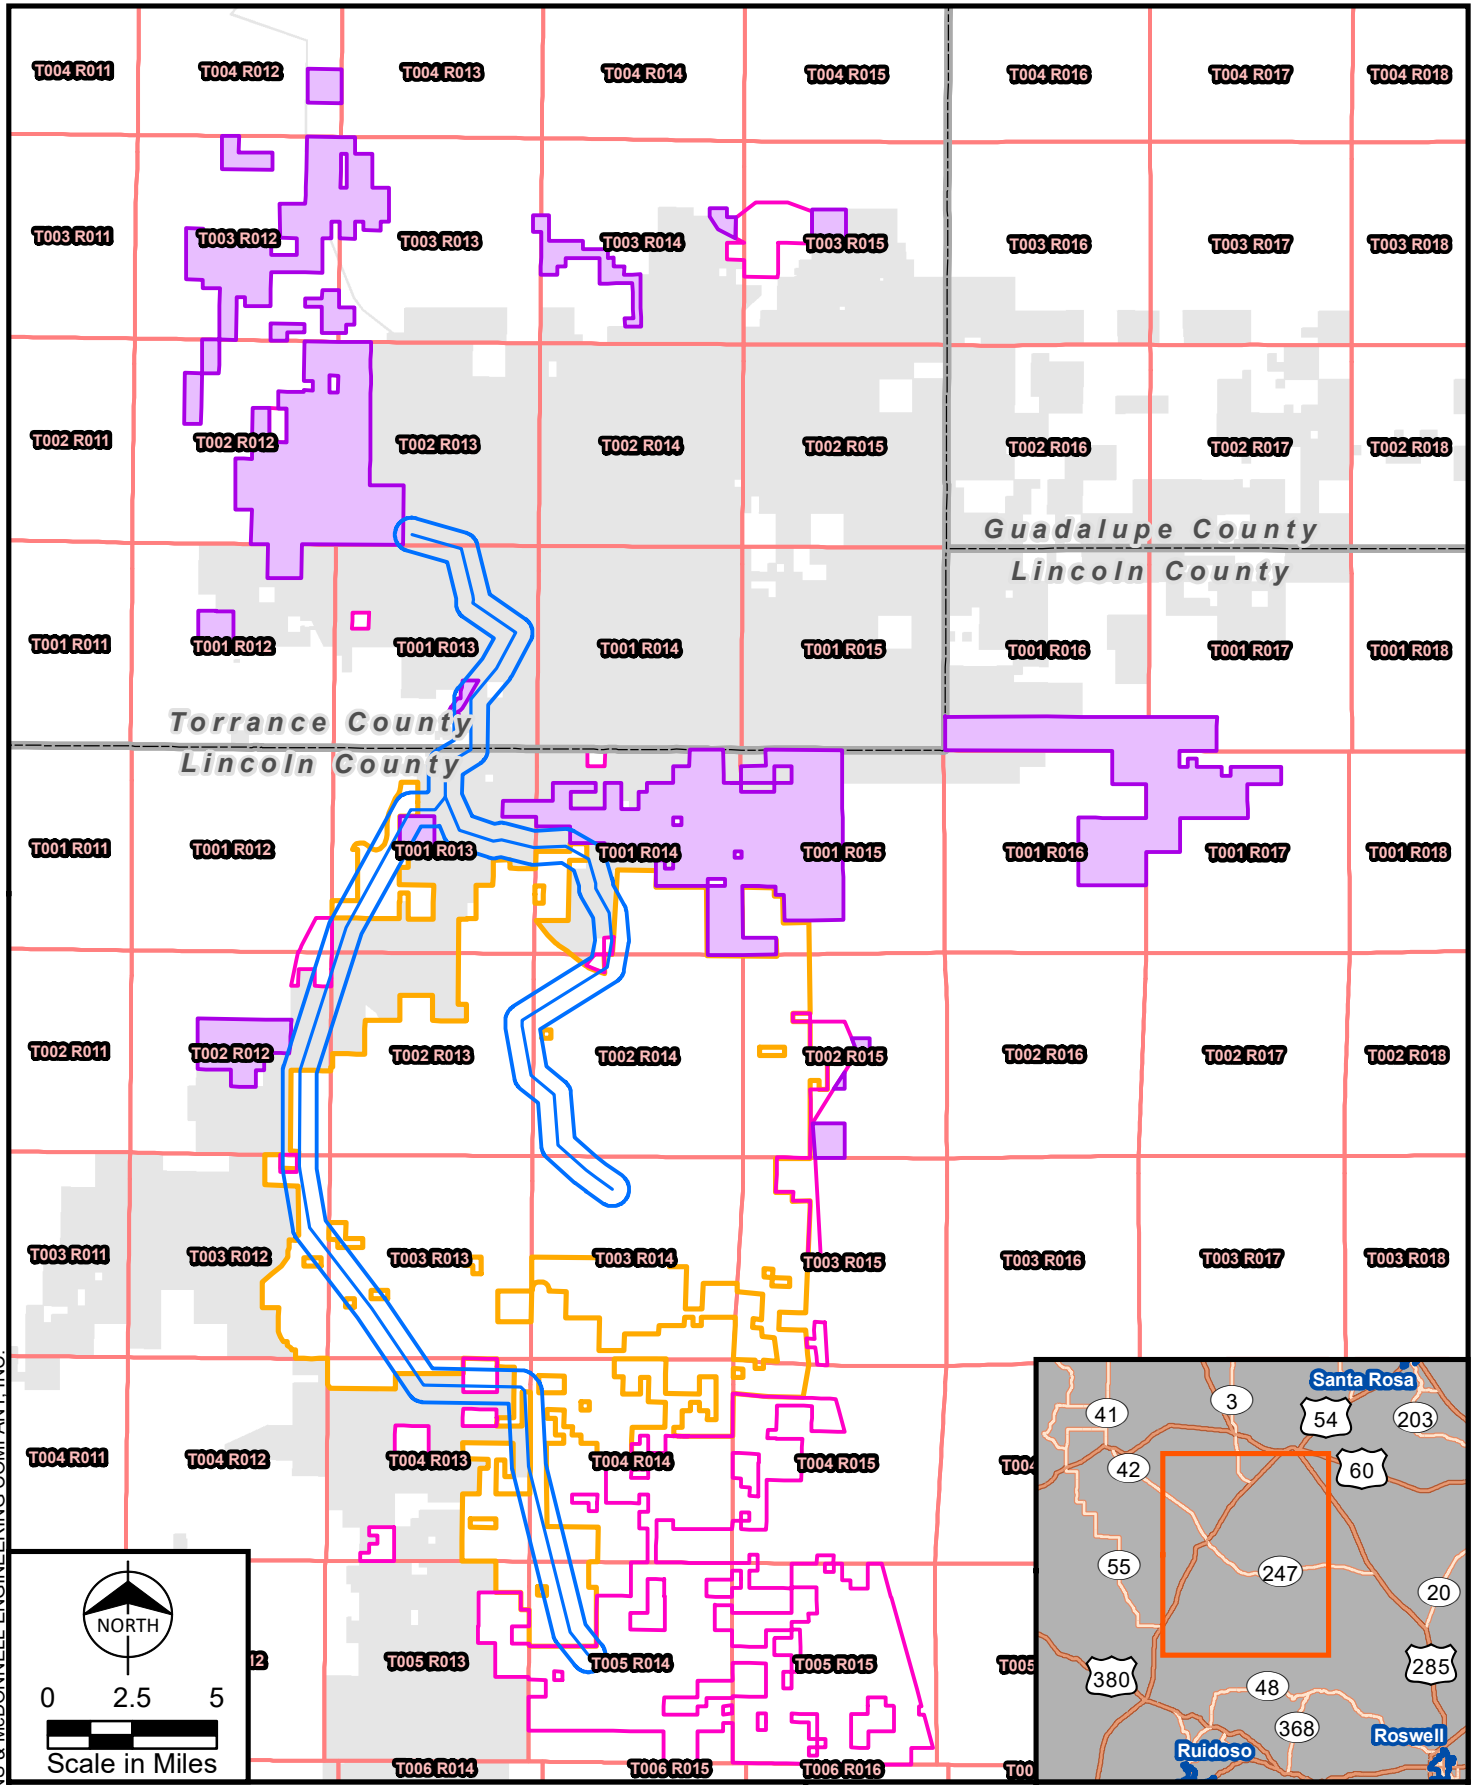 T004 R011
T004 R012
T004 R013
T004 R014
T004 R015
T004 R016
T004 R017
T004 R018
T003 R011
T003 R012
T003 R013
T003 R014
T003 R015
T003 R016
T003 R017
T003 R018
T002 R011
T002 R012
T002 R013
T002 R014
T002 R015
T002 R016
T002 R017
T002 R018
Guadalupe County
Lincoln County
T001 R011
T001 R012
T001 R013
T001 R014
T001 R015
T001 R016
T001 R017
T001 R018
Torrance County
Lincoln County
T001 R011
T001 R012
T001 R013
T001 R014
T001 R015
T001 R016
T001 R017
T001 R018
T002 R011
T002 R012
T002 R013
T002 R014
T002 R015
T002 R016
T002 R017
T002 R018
T003 R011
T003 R012
T003 R013
T003 R014
T003 R015
T003 R016
T003 R017
T003 R018
T004 R011
T004 R012
T004 R013
T004 R014
T004 R015
T004
12
T005 R013
T005 R014
T005 R015
T005
T006 R014
T006 R015
T006 R016
T00
NORTH
0 2.5 5
Scale in Miles
Santa Rosa
41
3
54
203
42
60
55
247
20
380
285
48
368
Ruidoso
Roswell
& McDONNELL ENGINEERING COMPANY, INC.